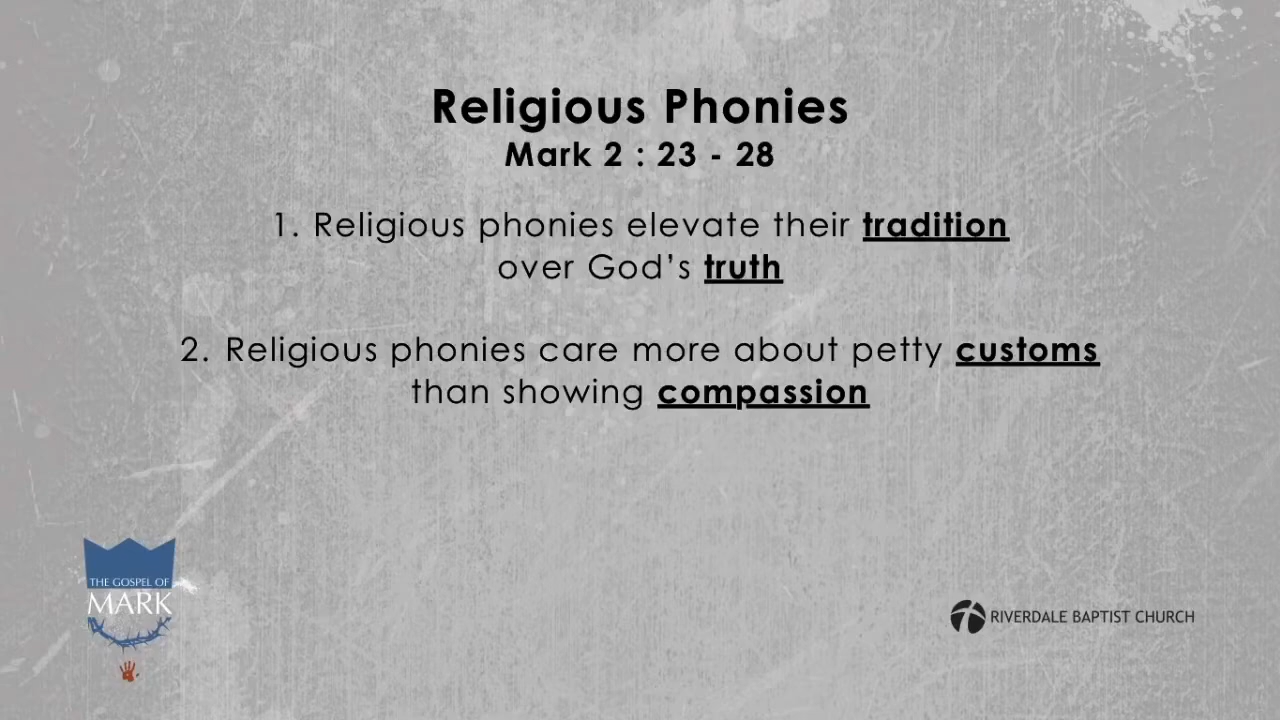 Religious Phonies
Mark 2 : 23 - 28
1. Religious phonies elevate their tradition
over God’s truth
2. Religious phonies care more about petty customs
than showing compassion
THE GOSPEL OF
MARK
RIVERDALE BAPTIST CHURCH